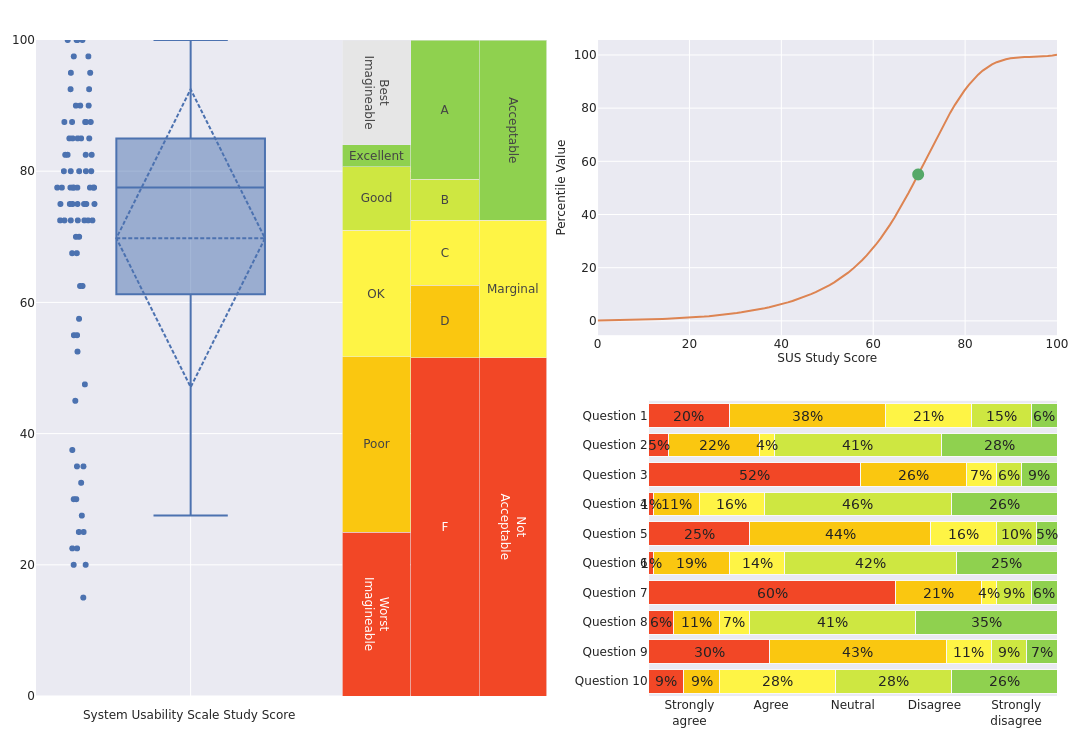 100
80
60
40
20
0
System Usability Scale Study Score
Best
Imagineable
Excellent
Good
OK
Poor
Worst
Imagineable
A
B
C
D
F
Acceptable
Marginal
Not
Acceptable
100
80
60
40
20
0
Percentile Value
0 20 40 60 80 100
SUS Study Score
Question 1 20% 38% 21% 15% 6%
Question 2 5% 22% 4% 41% 28%
Question 3 52% 26% 7% 6% 9%
Question 4 1% 11% 16% 46% 26%
Question 5 25% 44% 16% 10% 5%
Question 6 1% 19% 14% 42% 25%
Question 7 60% 21% 4% 9% 6%
Question 8 6% 11% 7% 41% 35%
Question 9 30% 43% 11% 9% 7%
Question 10 9% 9% 28% 28% 26%
Strongly
agree
Agree
Neutral
Disagree
Strongly
disagree